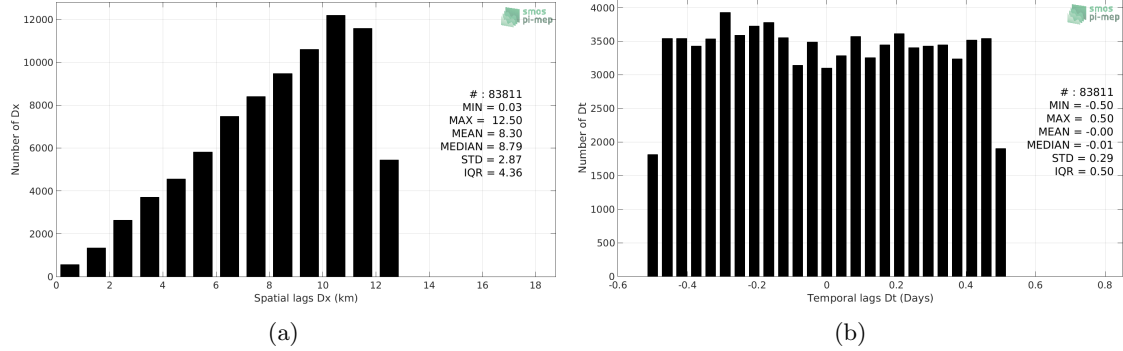 12000
10000
8000
6000
4000
2000
0
Number of Dx
0
2
4
6
8
10
12
14
16
18
Spatial lags Dx (km)
smos
pi-mep
# : 83811
MIN = 0.03
MAX = 12.50
MEAN = 8.30
MEDIAN = 8.79
STD = 2.87
IQR = 4.36
(a)
4000
3500
3000
2500
2000
1500
1000
500
0
Number of Dt
-0.6
-0.4
-0.2
0
0.2
0.4
0.6
0.8
Temporal lags Dt (Days)
smos
pi-mep
# : 83811
MIN = -0.50
MAX = 0.50
MEAN = -0.00
MEDIAN = -0.01
STD = 0.29
IQR = 0.50
(b)